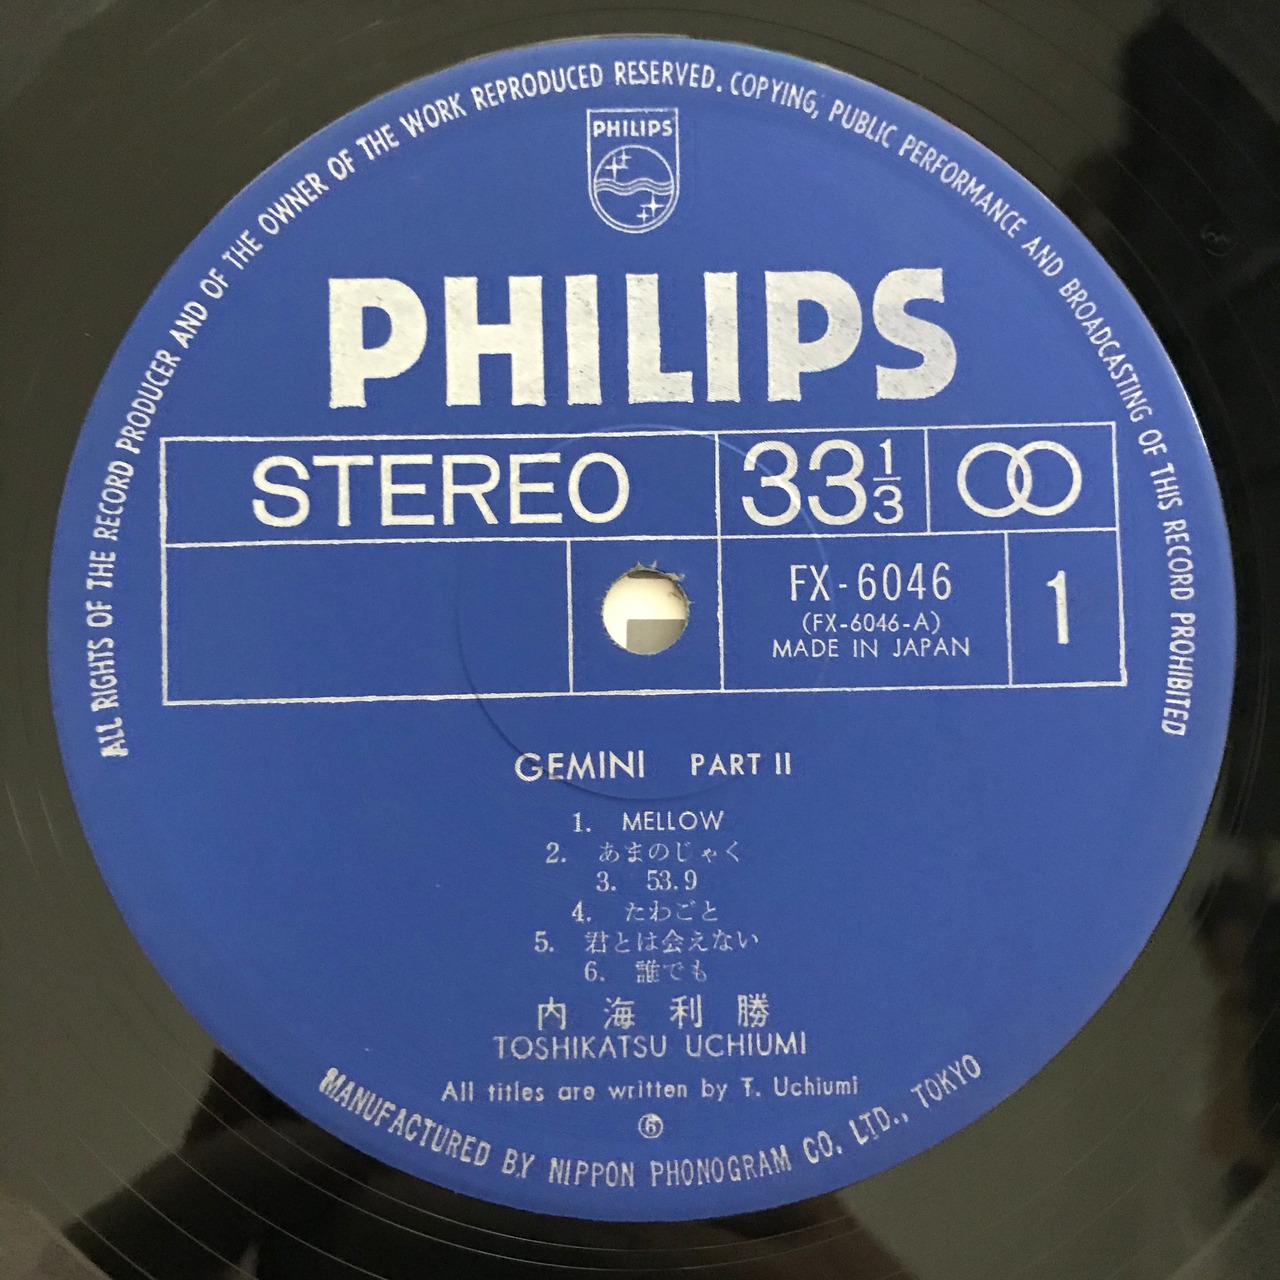 ALL RIGHTS OF THE RECORD PRODUCER AND OF THE OWNER OF THE WORK REPRODUCED RESERVED. COPYING, PUBLIC PERFORMANCE AND BROADCASTING OF THIS RECORD PROHIBITED
PHILIPS
PHILIPS
STEREO 33 1/3
FX-6046
(FX-6046-A)
MADE IN JAPAN
1
GEMINI PART II
1. MELLOW
2. あまのじゃく
3. 53.9
4. たわごと
5. 君とは会えない
6. 誰でも
内海利勝
TOSHIKATSU UCHIUMI
All titles are written by T. Uchiumi
⑥
MANUFACTURED BY NIPPON PHONOGRAM CO. LTD., TOKYO